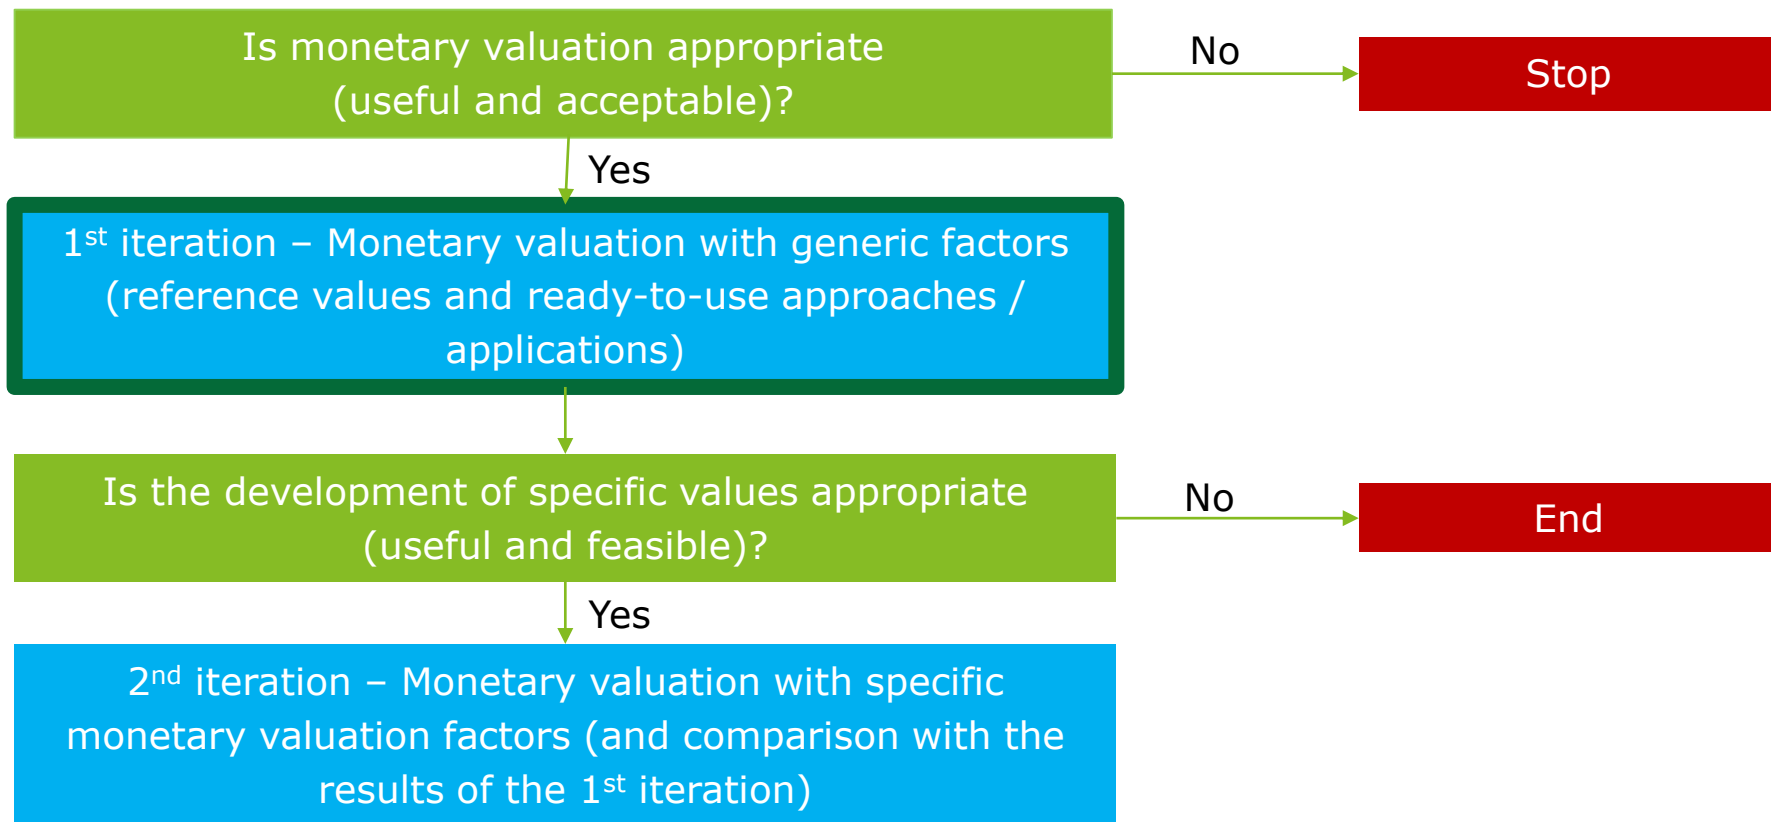 Is monetary valuation appropriate
(useful and acceptable)?
No
Stop
Yes
1st iteration – Monetary valuation with generic factors
(reference values and ready-to-use approaches /
applications)
Is the development of specific values appropriate
(useful and feasible)?
No
End
Yes
2nd iteration – Monetary valuation with specific
monetary valuation factors (and comparison with the
results of the 1st iteration)